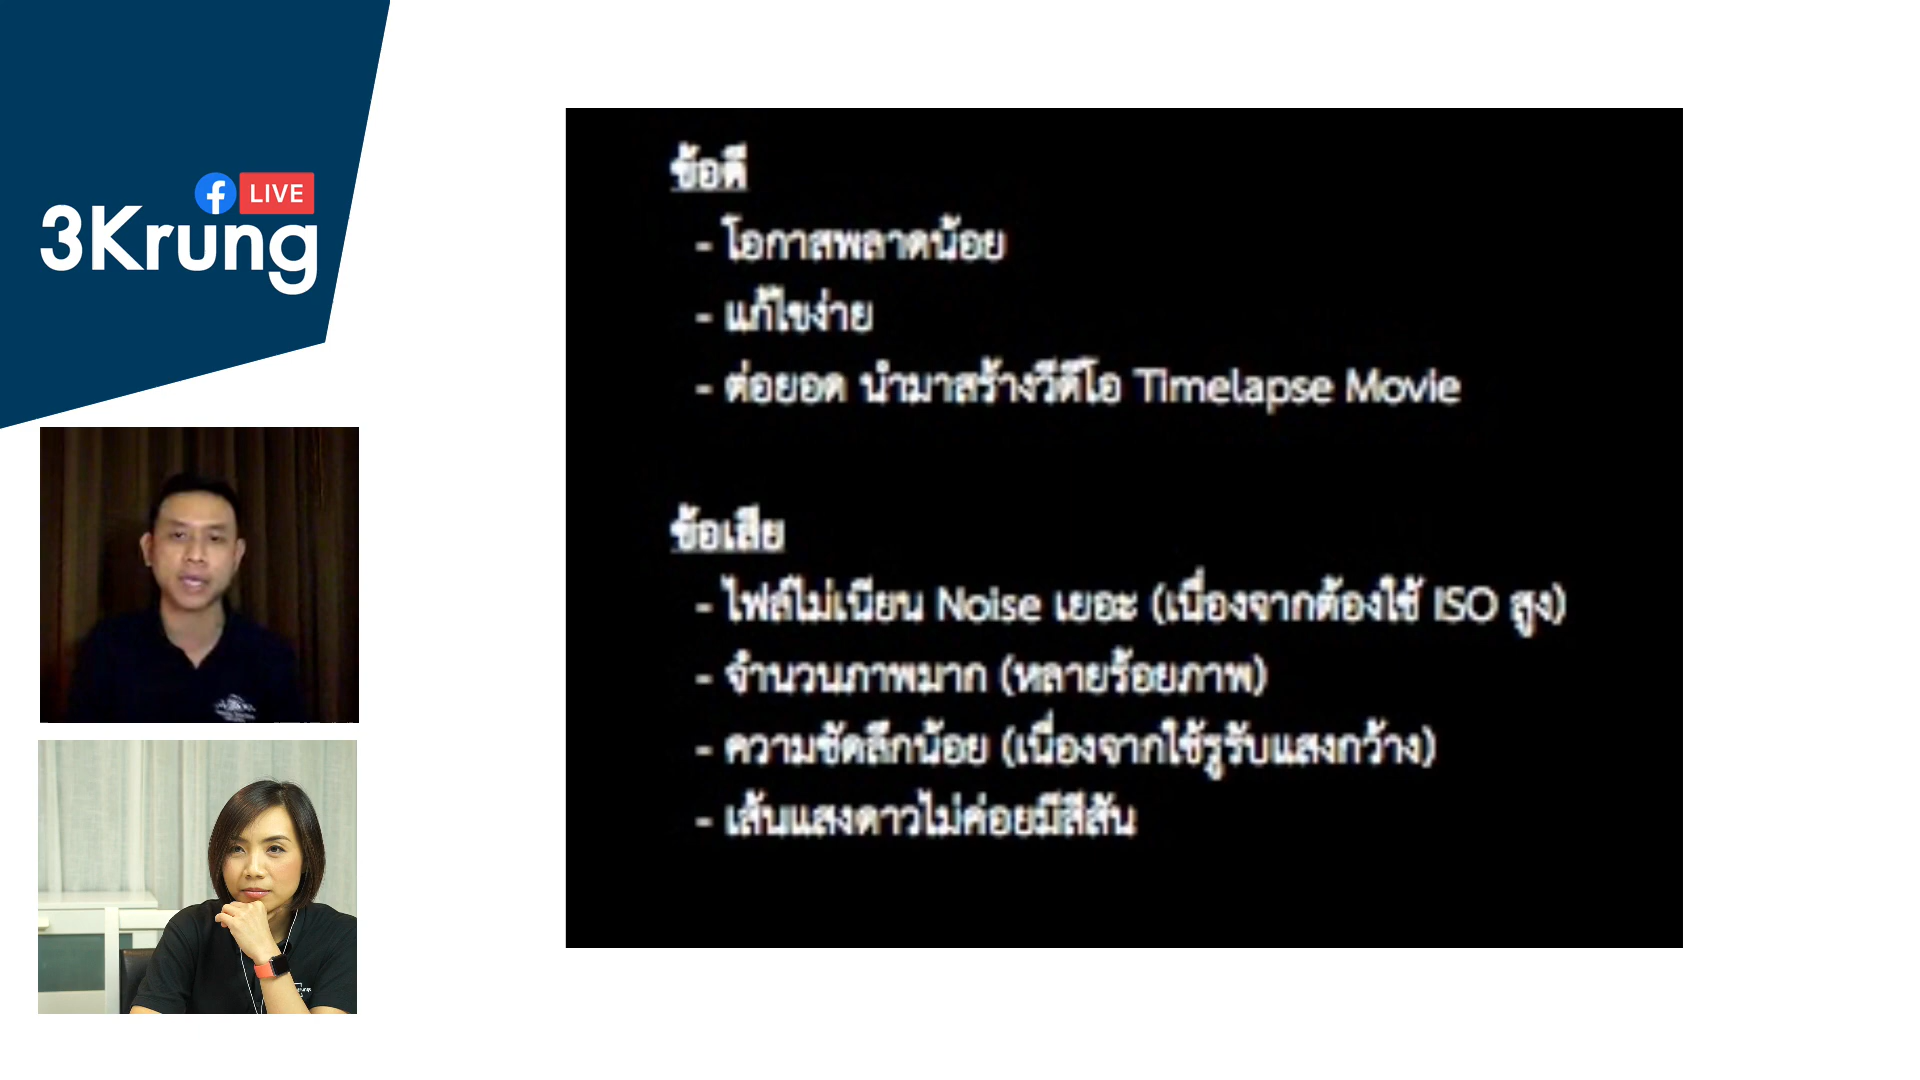 LIVE
3Krung
ข้อดี
- โอกาสพลาดน้อย
- แก้ไขง่าย
- ต่อยอด นำมาสร้างวีดีโอ Timelapse Movie
ข้อเสีย
- ไฟล์ไม่เนียน Noise เยอะ (เนื่องจากต้องใช้ ISO สูง)
- จำนวนภาพมาก (หลายร้อยภาพ)
- ความชัดลึกน้อย (เนื่องจากใช้รูรับแสงกว้าง)
- เส้นแสงดาวไม่ค่อยมีสีสัน